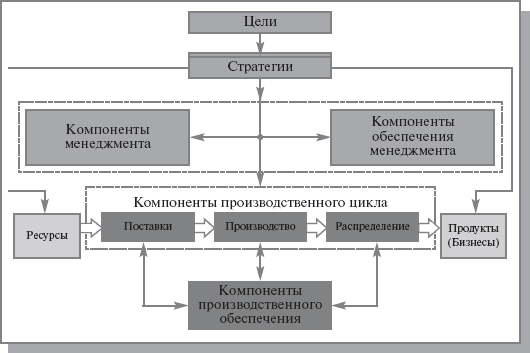 Цели
Стратегии
Компоненты
менеджмента
Компоненты
обеспечения
менеджмента
Компоненты производственного цикла
Ресурсы
Поставки
Производство
Распределение
Продукты
(Бизнесы)
Компоненты
производственного
обеспечения